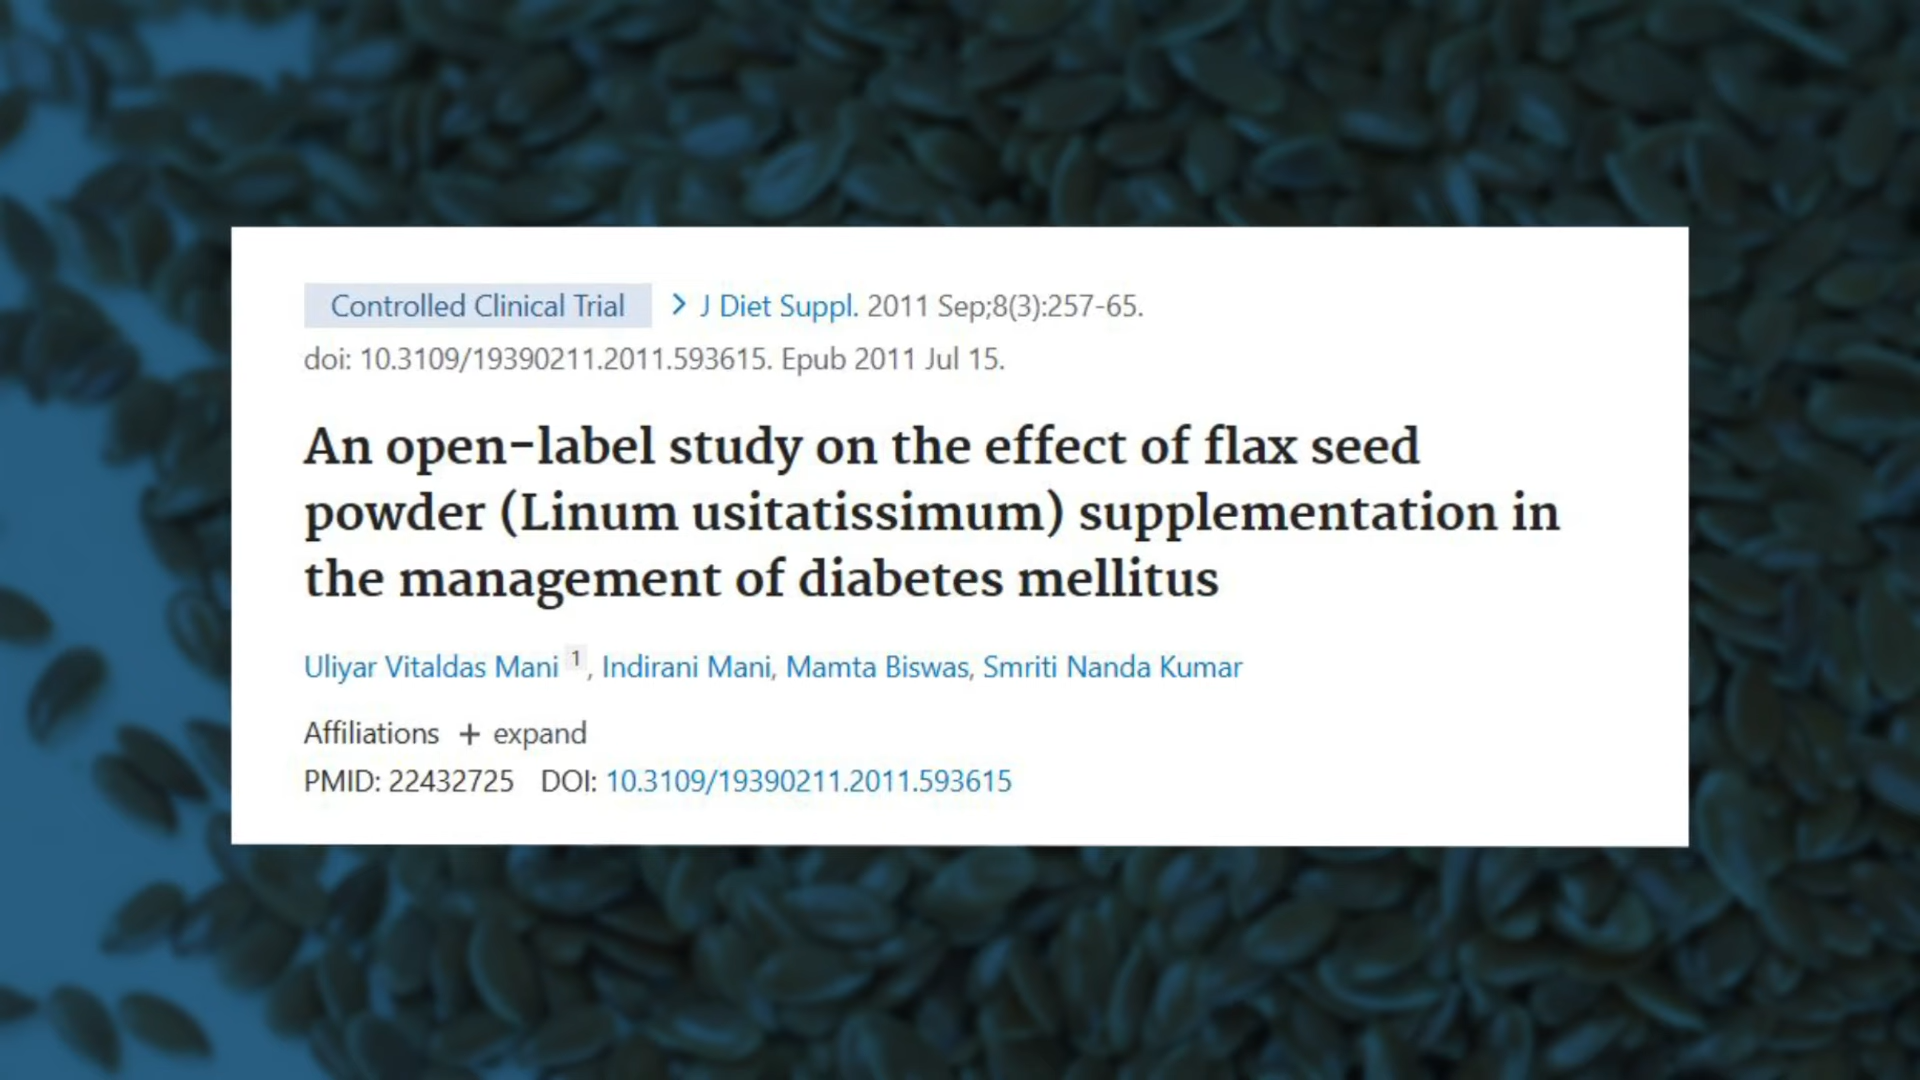 Controlled Clinical Trial > J Diet Suppl. 2011 Sep;8(3):257-65.
doi: 10.3109/19390211.2011.593615. Epub 2011 Jul 15.
An open-label study on the effect of flax seed
powder (Linum usitatissimum) supplementation in
the management of diabetes mellitus
Uliyar Vitaldas Mani 1, Indirani Mani, Mamta Biswas, Smriti Nanda Kumar
Affiliations + expand
PMID: 22432725 DOI: 10.3109/19390211.2011.593615